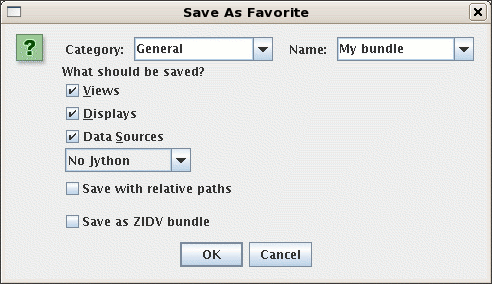 Save As Favorite
? Category: General Name: My bundle
What should be saved?
Views
Displays
Data Sources
No Jython
Save with relative paths
Save as ZIDV bundle
OK Cancel